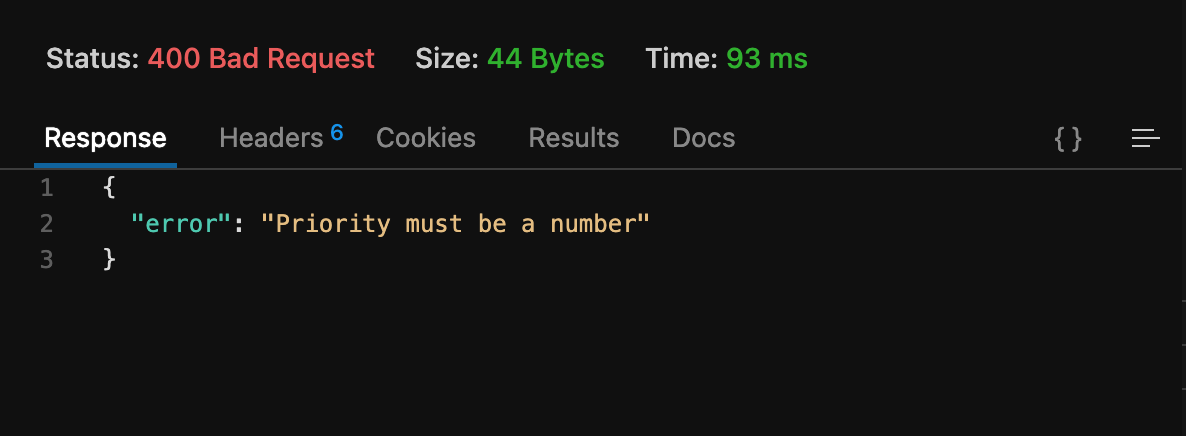 Status: 400 Bad Request Size: 44 Bytes Time: 93 ms
Response Headers 6 Cookies Results Docs { }
1 {
2 "error": "Priority must be a number"
3 }